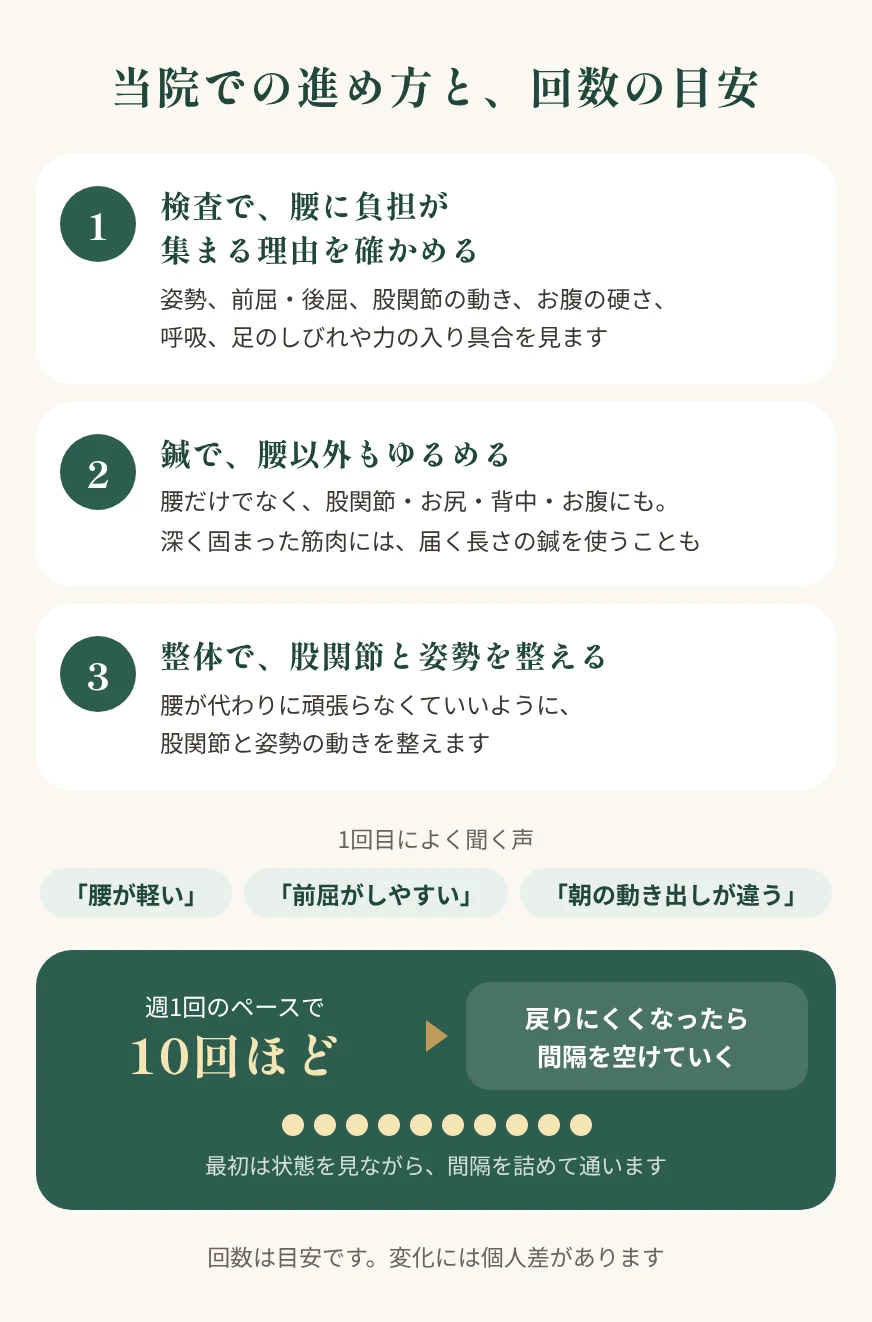 当院での進め方と、回数の目安
1
検査で、腰に負担が
集まる理由を確かめる
姿勢、前屈・後屈、股関節の動き、お腹の硬さ、
呼吸、足のしびれや力の入り具合を見ます
2
鍼で、腰以外もゆるめる
腰だけでなく、股関節・お尻・背中・お腹にも。
深く固まった筋肉には、届く長さの鍼を使うことも
3
整体で、股関節と姿勢を整える
腰が代わりに頑張らなくていいように、
股関節と姿勢の動きを整えます
1回目によく聞く声
「腰が軽い」
「前屈がしやすい」
「朝の動き出しが違う」
週1回のペースで
10回ほど
戻りにくくなったら
間隔を空けていく
最初は状態を見ながら、間隔を詰めて通います
回数は目安です。変化には個人差があります